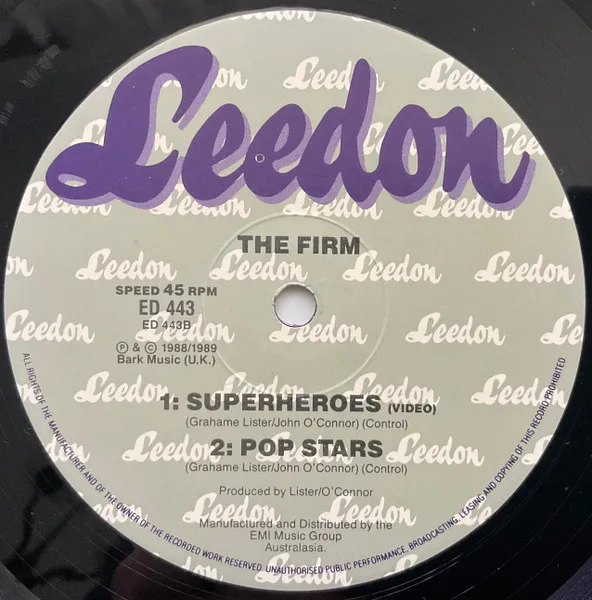 Leedon
THE FIRM
SPEED 45 RPM
ED 443
ED 443B
Ⓟ & © 1988/1989
Bark Music (U.K.)
1: SUPERHEROES (VIDEO)
(Grahame Lister/John O'Connor) (Control)
2: POP STARS
(Grahame Lister/John O'Connor) (Control)
Produced by Lister/O'Connor
Manufactured and Distributed by the
EMI Music Group
Australasia.
ALL RIGHTS OF THE MANUFACTURER AND OF THE OWNER OF THE RECORDED WORK RESERVED. UNAUTHORISED PUBLIC PERFORMANCE, BROADCASTING, LEASING AND COPYING OF THIS RECORD PROHIBITED